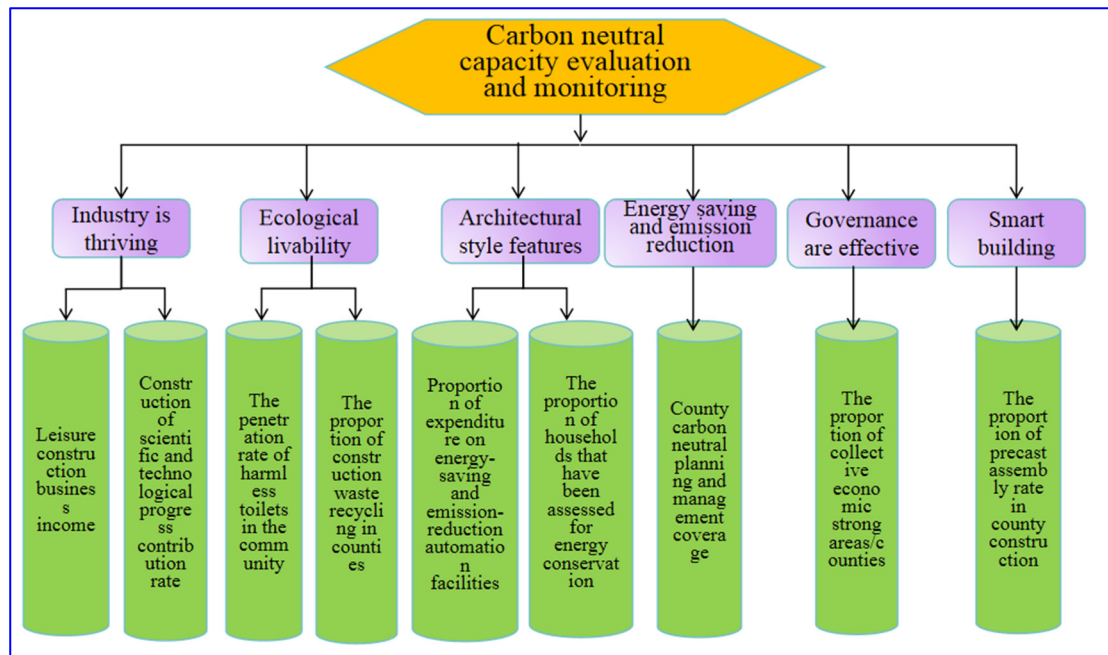 Carbon neutral
capacity evaluation
and monitoring
Industry is
thriving
Ecological
livability
Architectural
style features
Energy saving
and emission
reduction
Governance
are effective
Smart
building
Leisure
construc
tion
busines
s
income
Constr
uction
of
scienti
fic and
techno
logical
progre
ss
contrib
ution
rate
The
penetr
ation
rate of
harml
ess
toilets
in the
comm
unity
The
propor
tion of
constr
uction
waste
recycli
ng in
counti
es
Proportio
n of
expenditu
re on
energy-
saving
and
emission-
reduction
automatio
n
facilities
The
proportio
n of
househol
ds that
have
been
assessed
for
energy
conservat
ion
County
carbon
neutral
planni
ng and
mana
gement
covera
ge
The
propor
tion of
collect
ive
econo
mic
strong
areas/c
ounties
The
proport
ion of
precast
assemb
ly rate
in
county
constru
ction